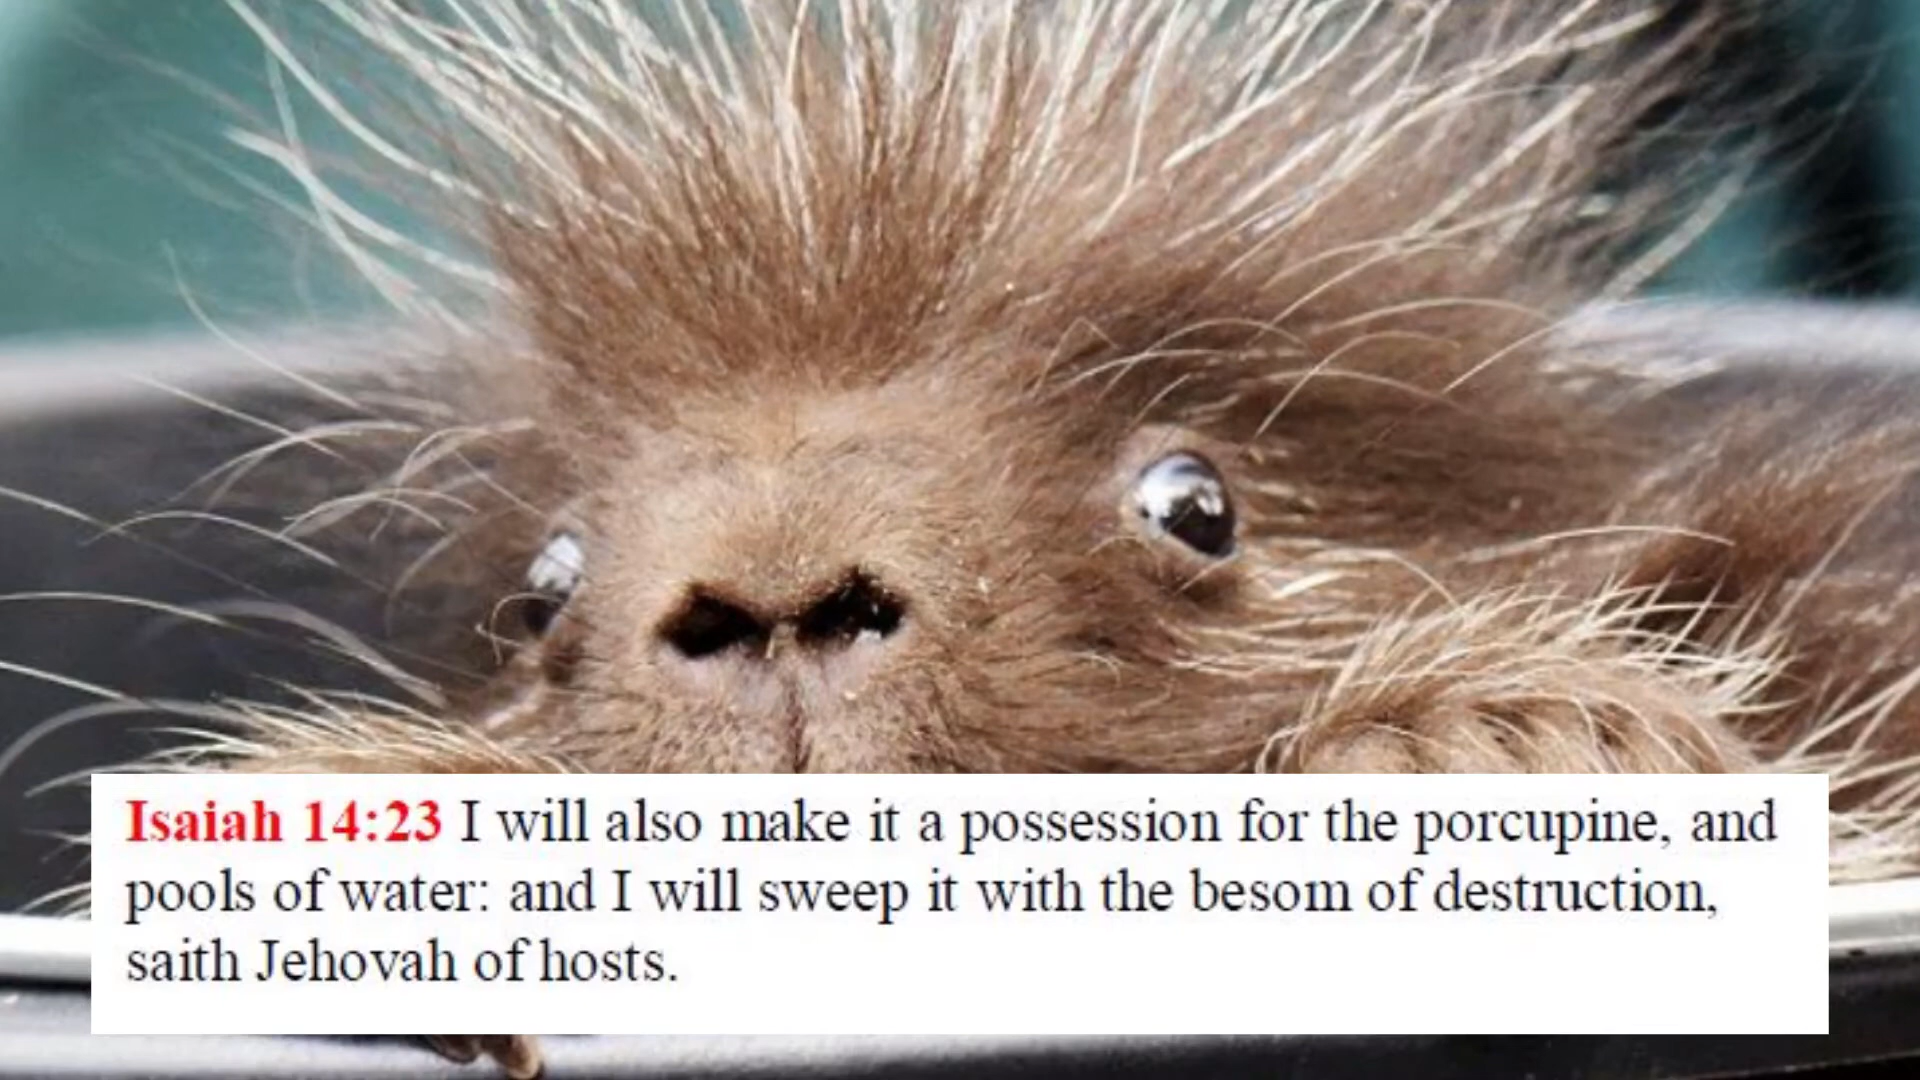 Isaiah 14:23 I will also make it a possession for the porcupine, and
pools of water: and I will sweep it with the besom of destruction,
saith Jehovah of hosts.